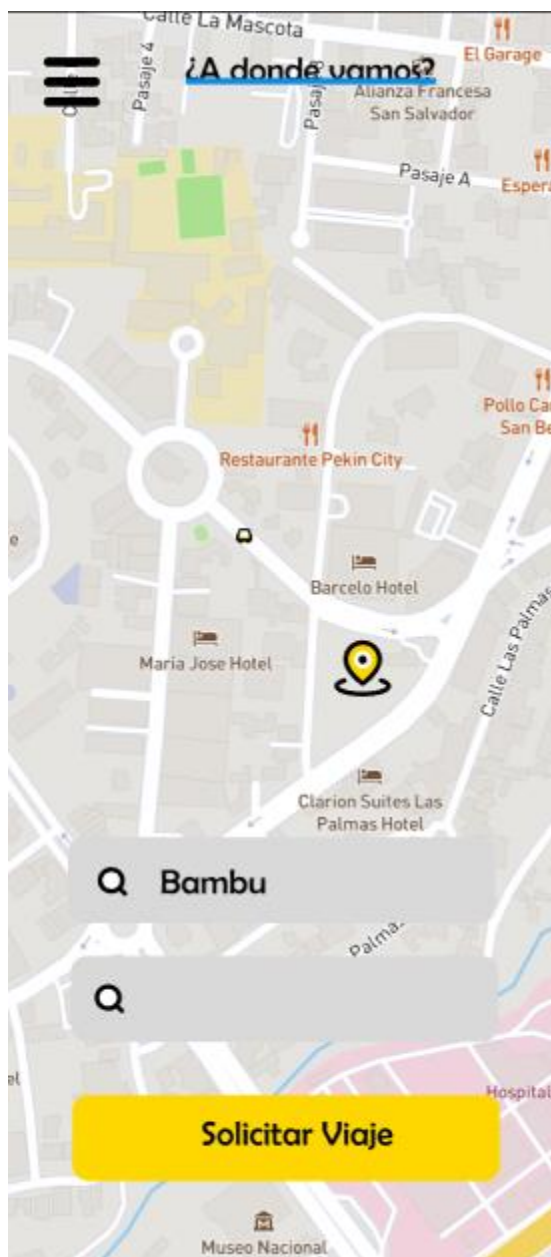 Calle La Mascota
El Garage
¿A donde vamos?
Pasaje 4
Alianza Francesa
San Salvador
Pasaje A
Restaurante Pekin City
Barcelo Hotel
Maria Jose Hotel
Calle Las Palmas
Clarion Suites Las
Palmas Hotel
Bambu
Solicitar Viaje
Hospital
Museo Nacional